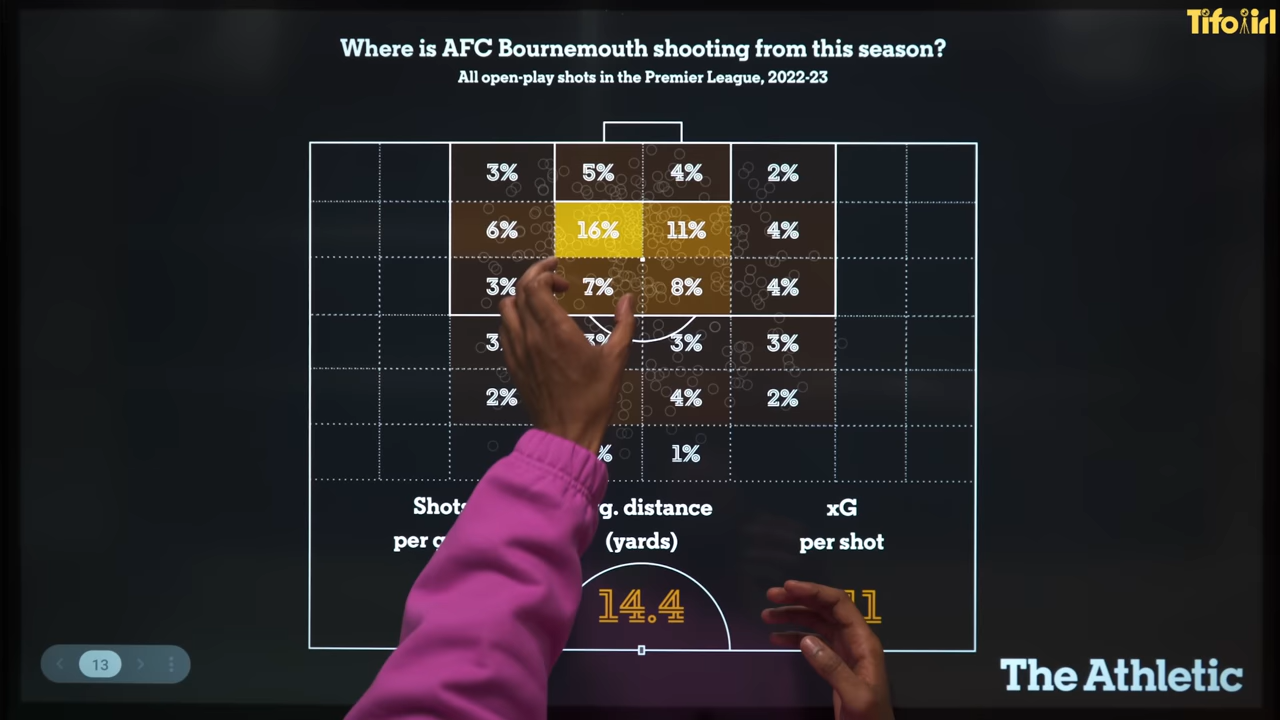 Tifo irl
Where is AFC Bournemouth shooting from this season?
All open-play shots in the Premier League, 2022-23
3% 5% 4% 2%
6% 16% 11% 4%
3% 7% 8% 4%
3% 3% 3%
2% 4% 2%
1%
Shots distance xG
per (yards) per shot
14.4
13
The Athletic